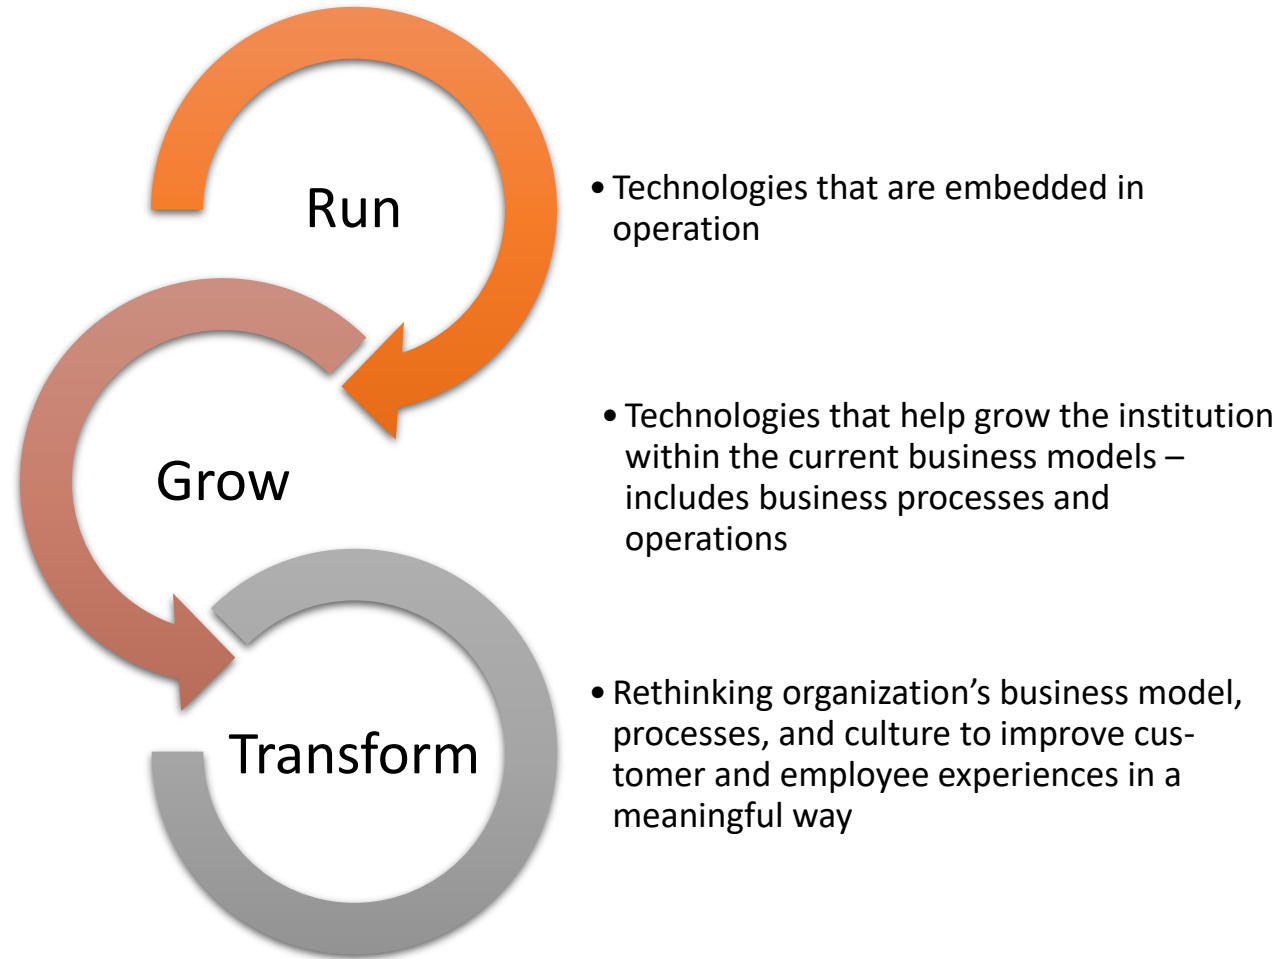 Run
• Technologies that are embedded in
operation
Grow
• Technologies that help grow the institution
within the current business models –
includes business processes and
operations
Transform
• Rethinking organization’s business model,
processes, and culture to improve cus-
tomer and employee experiences in a
meaningful way